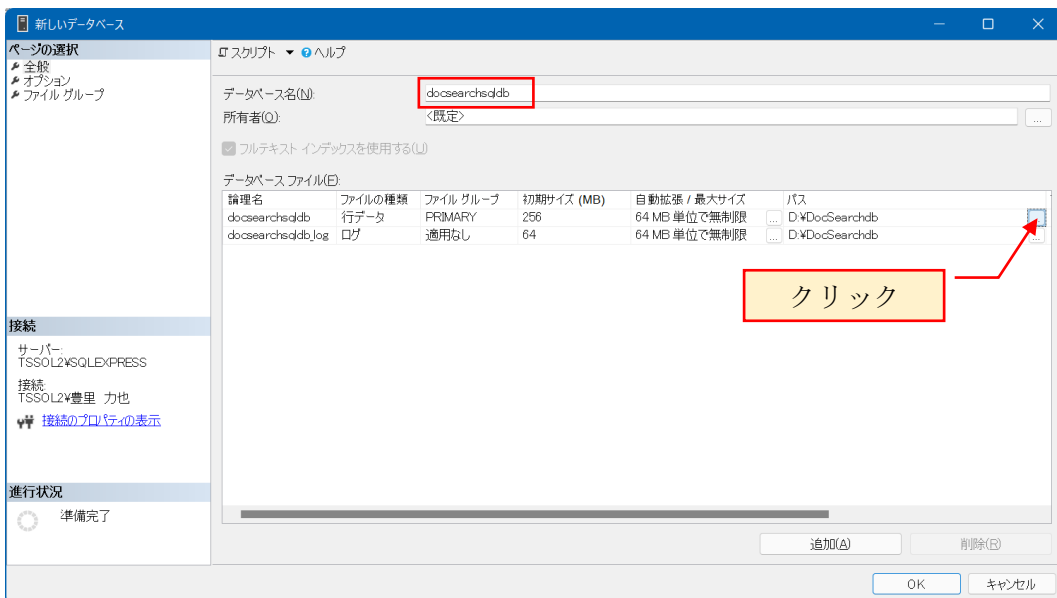 新しいデータベース
ページの選択
全般
オプション
ファイル グループ
スクリプト ヘルプ
データベース名(N): docsearchsqldb
所有者(O): <既定> ...
フルテキスト インデックスを使用する(U)
データベース ファイル(E):
論理名 ファイルの種類 ファイル グループ 初期サイズ (MB) 自動拡張 / 最大サイズ パス
docsearchsqldb 行データ PRIMARY 256 64 MB 単位で無制限 ... D:¥DocSearchdb ...
docsearchsqldb_log ログ 適用なし 64 64 MB 単位で無制限 ... D:¥DocSearchdb ...
クリック
接続
サーバー:
TSSOL2¥SQLEXPRESS
接続:
TSSOL2¥豊里 力也
接続のプロパティの表示
進行状況
準備完了
追加(A) 削除(R)
OK キャンセル